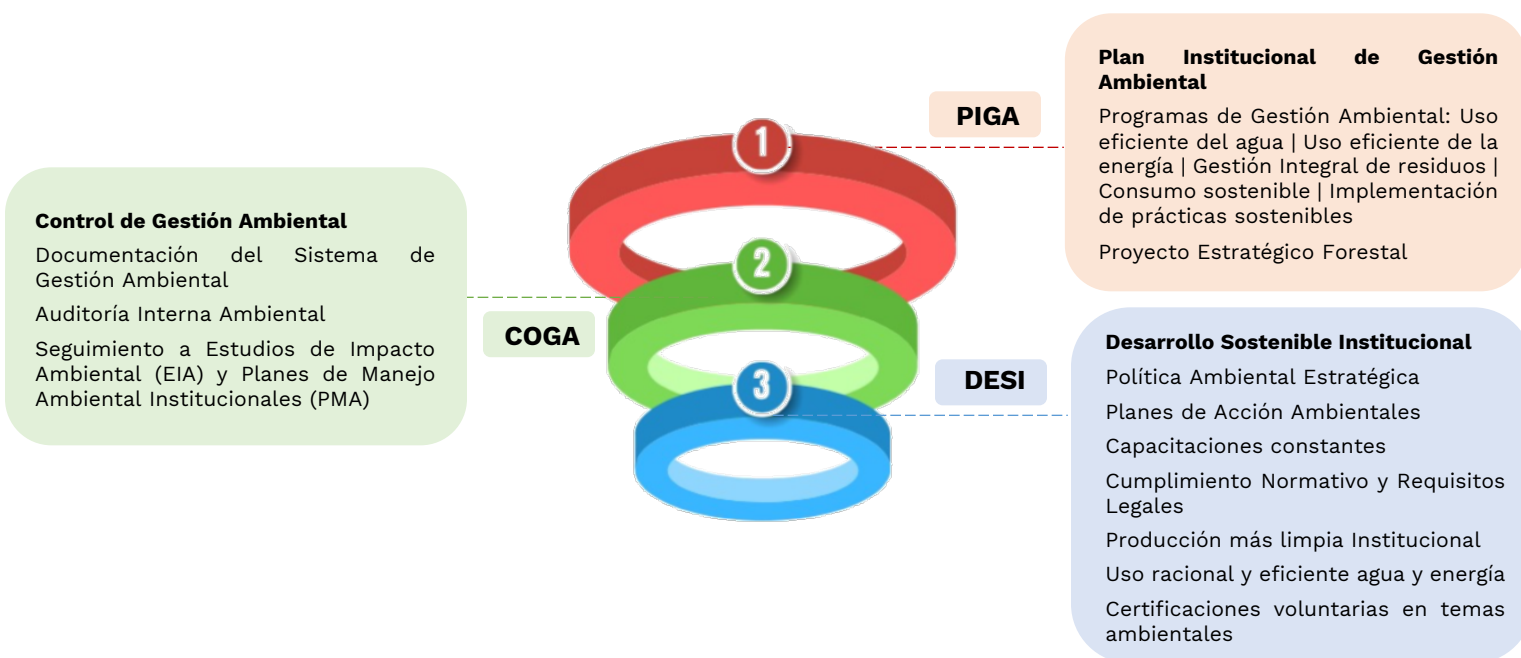 PIGA
Plan Institucional de Gestión
Ambiental
Programas de Gestión Ambiental: Uso
eficiente del agua | Uso eficiente de la
energía | Gestión Integral de residuos |
Consumo sostenible | Implementación
de prácticas sostenibles
Proyecto Estratégico Forestal
1
2
3
Control de Gestión Ambiental
Documentación del Sistema de
Gestión Ambiental
Auditoría Interna Ambiental
Seguimiento a Estudios de Impacto
Ambiental (EIA) y Planes de Manejo
Ambiental Institucionales (PMA)
COGA
DESI
Desarrollo Sostenible Institucional
Política Ambiental Estratégica
Planes de Acción Ambientales
Capacitaciones constantes
Cumplimiento Normativo y Requisitos
Legales
Producción más limpia Institucional
Uso racional y eficiente agua y energía
Certificaciones voluntarias en temas
ambientales